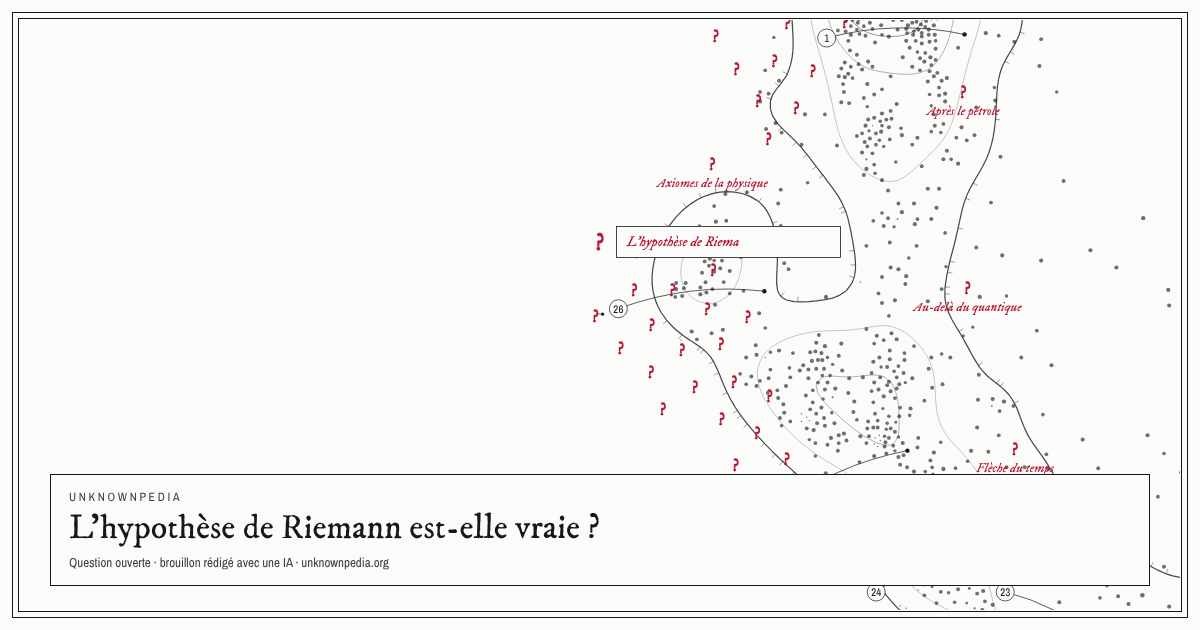 1
Après le pétrole
Axiomes de la physique
L'hypothèse de Riema
26
Au-delà du quantique
Flèche du temps
UNKNOWNPEDIA
L'hypothèse de Riemann est-elle vraie ?
Question ouverte · brouillon rédigé avec une IA · unknownpedia.org
24
23